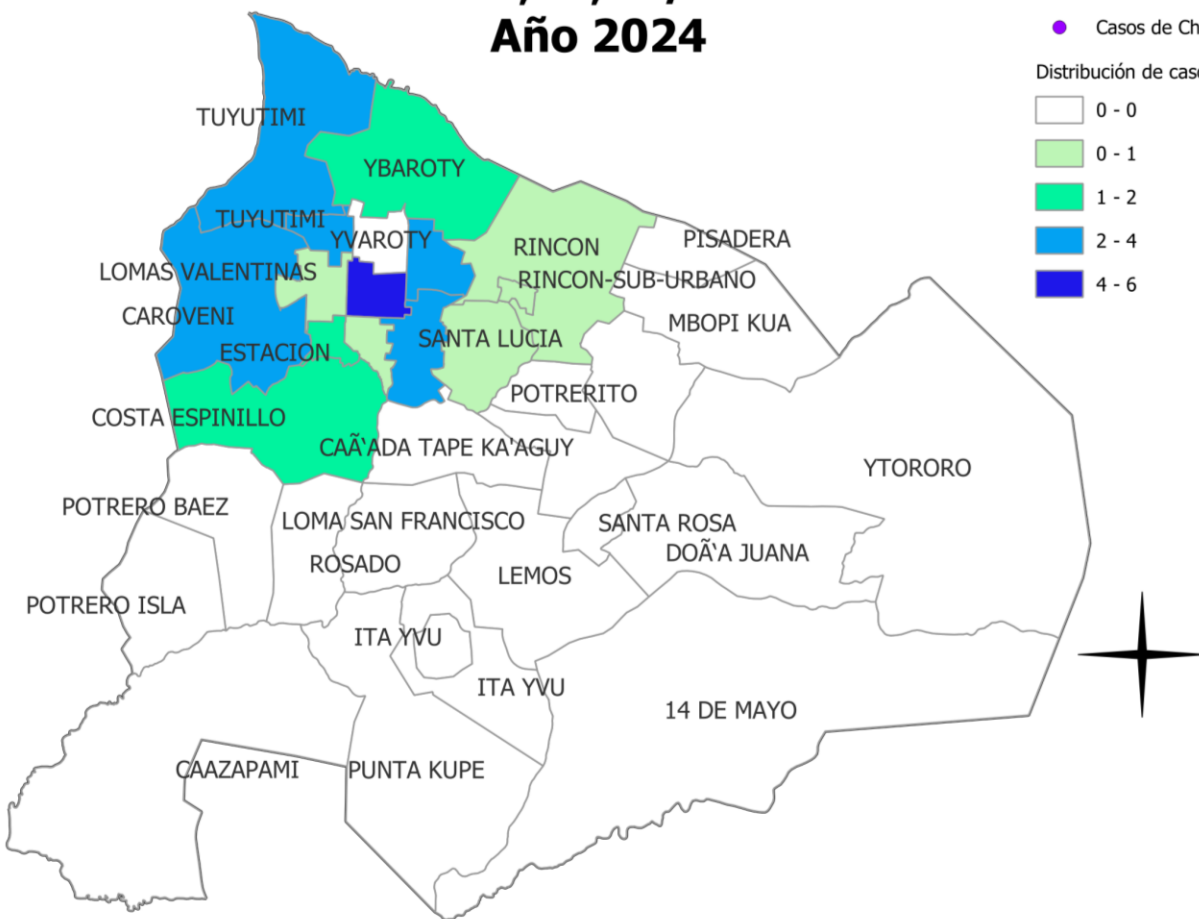 Año 2024
Casos de Ch
Distribución de caso
0 - 0
0 - 1
1 - 2
2 - 4
4 - 6
TUYUTIMI
YBAROTY
TUYUTIMI
YVAROTY
RINCON
PISADERA
LOMAS VALENTINAS
RINCON-SUB-URBANO
CAROVENI
MBOPI KUA
ESTACION
SANTA LUCIA
POTRERITO
COSTA ESPINILLO
CAÃ‘ADA TAPE KA'AGUY
YTORORO
POTRERO BAEZ
LOMA SAN FRANCISCO
SANTA ROSA
DOÃ‘A JUANA
ROSADO
LEMOS
POTRERO ISLA
ITA YVU
ITA YVU
14 DE MAYO
CAAZAPAMI
PUNTA KUPE